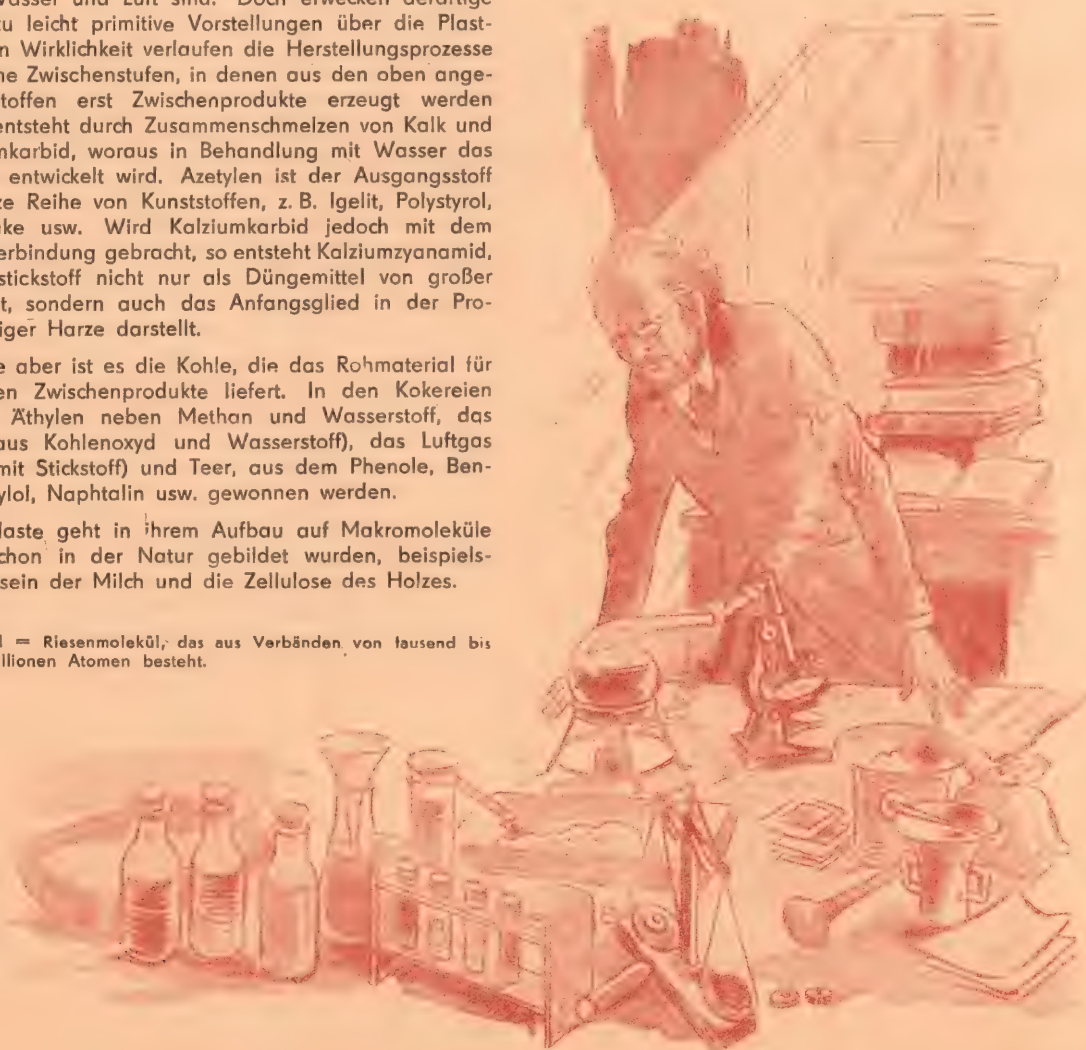 Wasser und Luft sind. Doch erwecken derartige
zu leicht primitive Vorstellungen über die Plast-
n Wirklichkeit verlaufen die Herstellungsprozesse
ne Zwischenstufen, in denen aus den oben ange-
toffen erst Zwischenprodukte erzeugt werden
entsteht durch Zusammenschmelzen von Kalk und
mkarbid, woraus in Behandlung mit Wasser das
entwickelt wird. Azetylen ist der Ausgangsstoff
ze Reihe von Kunststoffen, z. B. Igelit, Polystyrol,
ke usw. Wird Kalziumkarbid jedoch mit dem
erbindung gebracht, so entsteht Kalziumzyanamid,
stickstoff nicht nur als Düngemittel von großer
t, sondern auch das Anfangsglied in der Pro-
iger Harze darstellt.
e aber ist es die Kohle, die das Rohmaterial für
en Zwischenprodukte liefert. In den Kokereien
Äthylen neben Methan und Wasserstoff, das
aus Kohlenoxyd und Wasserstoff), das Luftgas
mit Stickstoff) und Teer, aus dem Phenole, Ben-
ylol, Naphtalin usw. gewonnen werden.
laste geht in ihrem Aufbau auf Makromoleküle
chon in der Natur gebildet wurden, beispiels-
sein der Milch und die Zellulose des Holzes.
l = Riesenmolekül, das aus Verbänden von tausend bis
llionen Atomen besteht.